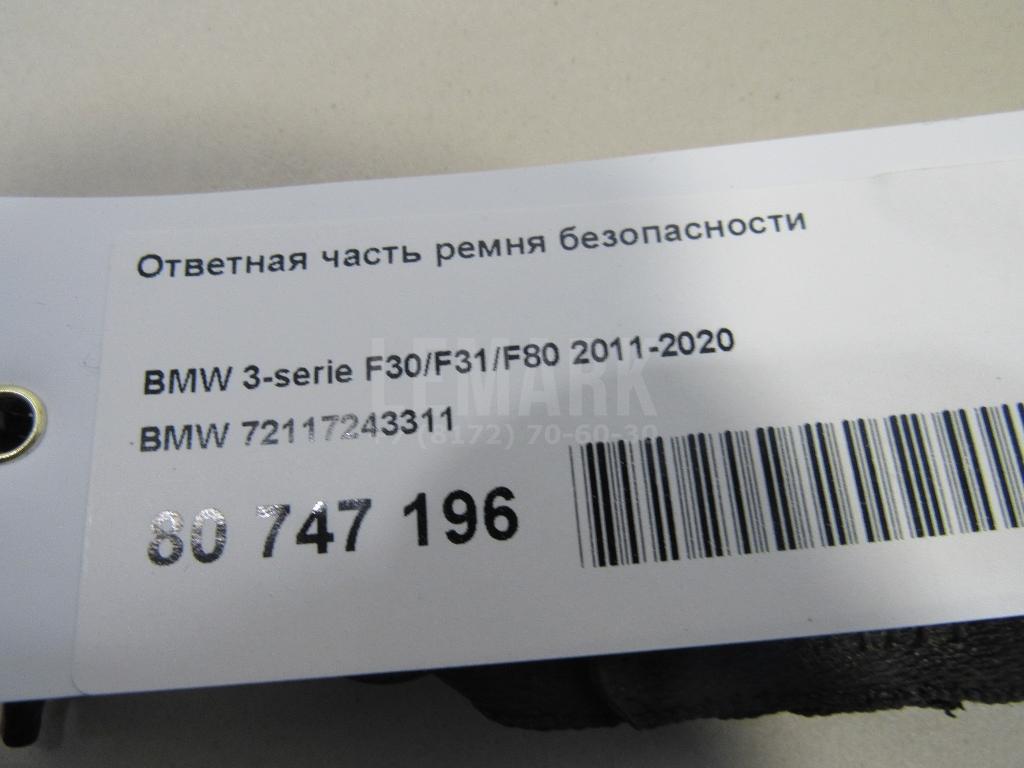 Ответная часть ремня безопасности
BMW 3-serie F30/F31/F80 2011-2020
LEMARK
BMW 72117243311
+7 (8172) 70-60-30
80 747 196